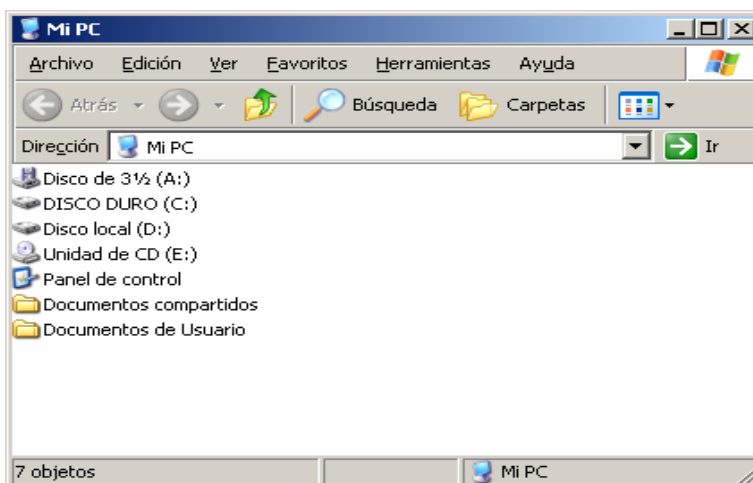 Mi PC
Archivo Edición Ver Favoritos Herramientas Ayuda
Atrás Búsqueda Carpetas
Dirección Mi PC Ir
Disco de 3½ (A:)
DISCO DURO (C:)
Disco local (D:)
Unidad de CD (E:)
Panel de control
Documentos compartidos
Documentos de Usuario
7 objetos Mi PC